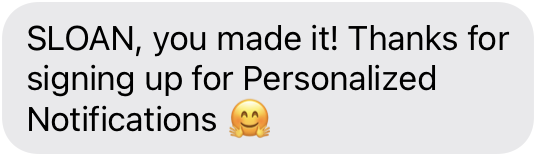 SLOAN, you made it! Thanks for
signing up for Personalized
Notifications 🤗